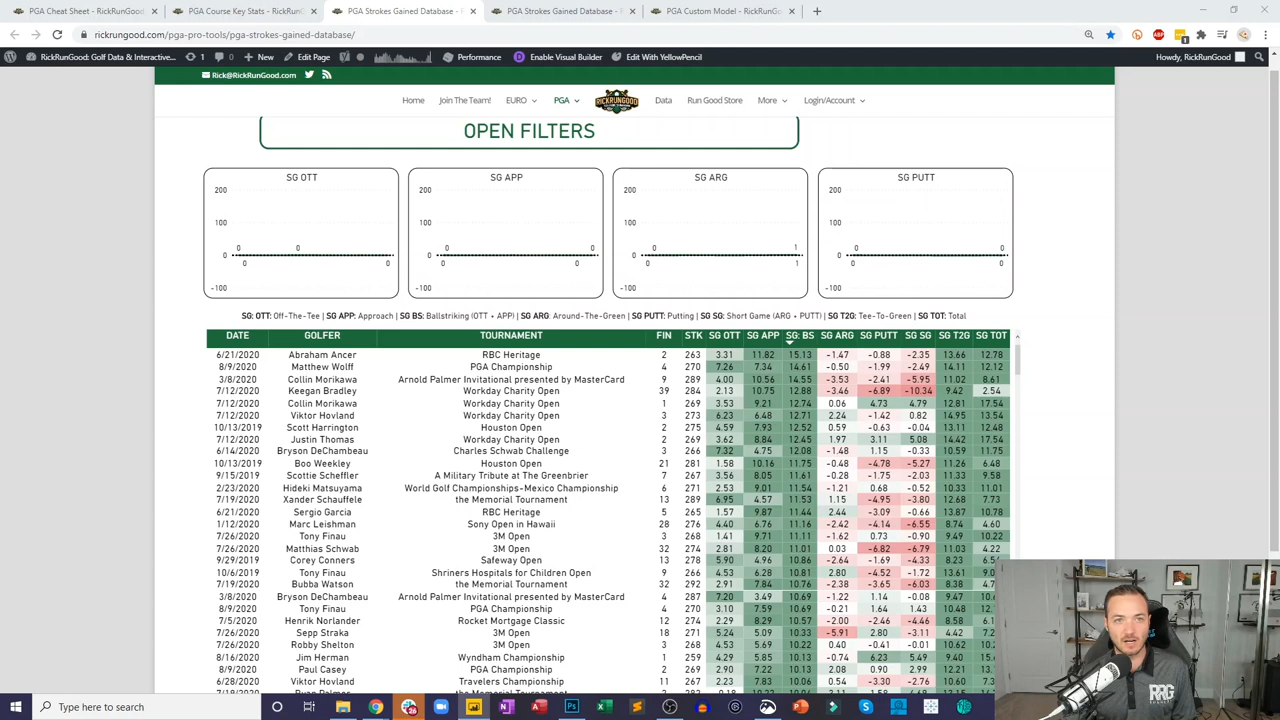 PGA Cheat Sheet - RickRunGood
PGA Course Key Stats - RickRunG
PGA Strokes Gained Database -
PGA Strokes Gained Database -
PGA Custom Model - RickRunGo
rickrungood.com/pga-pro-tools/pga-strokes-gained-database/
RickRunGood: Golf Data & Interactive... 1 0 New Edit Page Performance Enable Visual Builder Edit With YellowPencil Howdy, RickRunGood
Rick@RickRunGood.com
Home Join The Team! EURO PGA RICKRUNGOOD Data Run Good Store More Login/Account
OPEN FILTERS
SG OTT SG APP SG ARG SG PUTT
200 200 200 200
100 100 100 100
0 0 0 0 0 0 0 1 0 0 0 0
0 0 0 0 0 1 0 0
-100 -100 -100 -100
SG: OTT: Off-The-Tee | SG APP: Approach | SG BS: Ballstriking (OTT + APP) | SG ARG: Around-The-Green | SG PUTT: Putting | SG SG: Short Game (ARG + PUTT) | SG T2G: Tee-To-Green | SG TOT: Total
DATE GOLFER TOURNAMENT FIN STK SG OTT SG APP SG: BS SG ARG SG PUTT SG SG SG T2G SG TOT
6/21/2020 Abraham Ancer RBC Heritage 2 263 3.31 11.82 15.13 -1.47 -0.88 -2.35 13.66 12.78
8/9/2020 Matthew Wolff PGA Championship 4 270 7.26 7.34 14.61 -0.50 -1.99 -2.49 14.11 12.12
3/8/2020 Collin Morikawa Arnold Palmer Invitational presented by MasterCard 9 289 4.00 10.56 14.55 -3.53 -2.41 -5.95 11.02 8.61
7/12/2020 Keegan Bradley Workday Charity Open 39 284 2.13 10.75 12.88 -3.46 -6.89 -10.34 9.42 2.54
7/12/2020 Collin Morikawa Workday Charity Open 1 269 3.53 9.21 12.74 0.06 4.73 4.79 12.81 17.54
7/12/2020 Viktor Hovland Workday Charity Open 3 273 6.23 6.48 12.71 2.24 -1.42 0.82 14.95 13.54
10/13/2019 Scott Harrington Houston Open 2 275 4.59 7.93 12.52 0.59 -0.63 -0.04 13.11 12.48
7/12/2020 Justin Thomas Workday Charity Open 2 269 3.62 8.84 12.45 1.97 3.11 5.08 14.42 17.54
6/14/2020 Bryson DeChambeau Charles Schwab Challenge 3 266 7.32 4.75 12.08 -1.48 1.15 -0.33 10.59 11.75
10/13/2019 Boo Weekley Houston Open 21 281 1.58 10.16 11.75 -0.48 -4.78 -5.27 11.26 6.48
9/15/2019 Scottie Scheffler A Military Tribute at The Greenbrier 7 267 3.56 8.05 11.61 -0.28 -1.75 -2.03 11.33 9.58
2/23/2020 Hideki Matsuyama World Golf Championships-Mexico Championship 6 271 2.53 9.01 11.54 -1.21 0.68 -0.52 10.33 11.01
7/19/2020 Xander Schauffele the Memorial Tournament 13 289 6.95 4.57 11.53 1.15 -4.95 -3.80 12.68 7.73
6/21/2020 Sergio Garcia RBC Heritage 5 265 1.57 9.87 11.44 2.44 -3.09 -0.66 13.87 10.78
1/12/2020 Marc Leishman Sony Open in Hawaii 28 276 4.40 6.76 11.16 -2.42 -4.14 -6.55 8.74 4.60
7/26/2020 Tony Finau 3M Open 3 268 1.41 9.71 11.11 -1.62 0.73 -0.90 9.49 10.22
7/26/2020 Matthias Schwab 3M Open 32 274 2.81 8.20 11.01 0.03 -6.82 -6.79 11.03 4.22
9/29/2019 Corey Conners Safeway Open 13 278 5.90 4.96 10.86 -2.64 -1.69 -4.33 8.23
10/6/2019 Tony Finau Shriners Hospitals for Children Open 9 266 4.53 6.28 10.81 2.80 -4.52 -1.72 13.61
7/19/2020 Bubba Watson the Memorial Tournament 32 292 2.91 7.84 10.76 -2.38 -3.65 -6.03 8.38
3/8/2020 Bryson DeChambeau Arnold Palmer Invitational presented by MasterCard 4 287 7.20 3.49 10.69 -1.22 1.14 -0.08 9.47
8/9/2020 Tony Finau PGA Championship 4 270 3.10 7.59 10.69 -0.21 1.64 1.43 10.48
7/5/2020 Henrik Norlander Rocket Mortgage Classic 12 274 2.29 8.29 10.57 -2.00 -2.46 -4.46 8.58
7/26/2020 Sepp Straka 3M Open 18 271 5.24 5.09 10.33 -5.91 2.80 -3.11 4.42
7/26/2020 Robby Shelton 3M Open 3 268 4.53 5.69 10.22 0.40 -0.41 -0.01 10.62
8/16/2020 Jim Herman Wyndham Championship 1 259 4.29 5.85 10.13 -0.74 6.23 5.49 9.40
8/9/2020 Paul Casey PGA Championship 2 269 2.90 7.22 10.13 2.08 0.90 2.99 12.21
6/28/2020 Viktor Hovland Travelers Championship 11 267 2.23 7.83 10.06 0.54 -3.30 -2.76 10.60
RRG
Type here to search